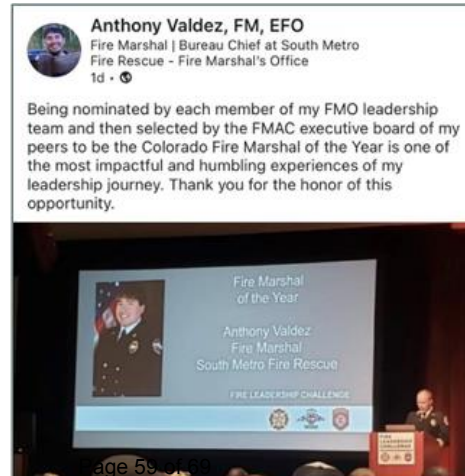 Anthony Valdez, FM, EFO
Fire Marshal | Bureau Chief at South Metro
Fire Rescue - Fire Marshal's Office
1d •
Being nominated by each member of my FMO leadership
team and then selected by the FMAC executive board of my
peers to be the Colorado Fire Marshal of the Year is one of
the most impactful and humbling experiences of my
leadership journey. Thank you for the honor of this
opportunity.
Fire Marshal
of the Year
Anthony Valdez
Fire Marshal
South Metro Fire Rescue
FIRE LEADERSHIP CHALLENGE
FIRE
LEADERSHIP
CHALLENGE
Page 59 of 69